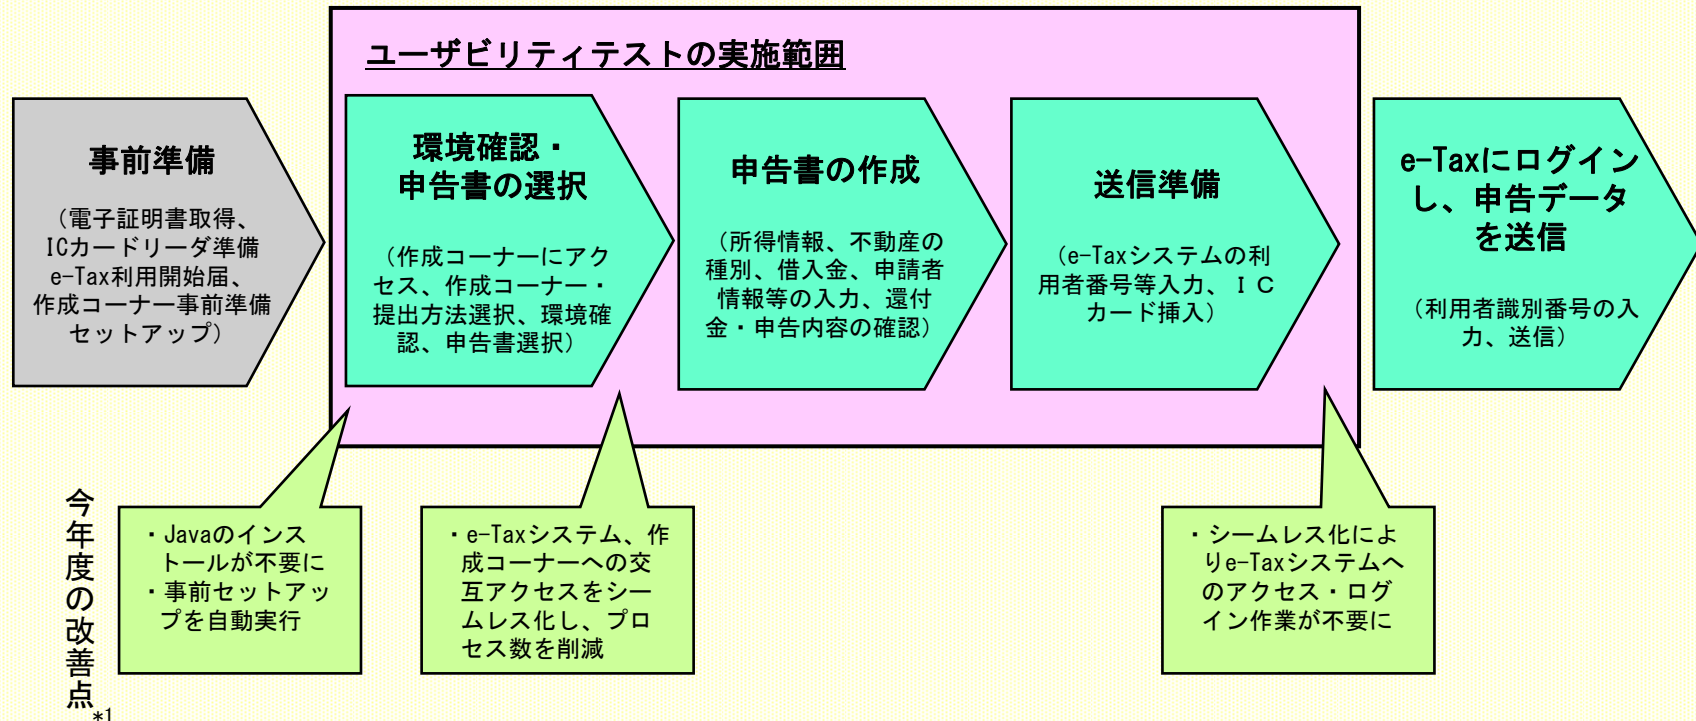 ユーザビリティテストの実施範囲
事前準備
（電子証明書取得、
ICカードリーダ準備
e-Tax利用開始届、
作成コーナー事前準備
セットアップ）
環境確認・
申告書の選択
（作成コーナーにアク
セス、作成コーナー・
提出方法選択、環境確
認、申告書選択）
申告書の作成
（所得情報、不動産の
種別、借入金、申請者
情報等の入力、還付
金・申告内容の確認）
送信準備
（e-Taxシステムの利
用者番号等入力、ＩＣ
カード挿入）
e-Taxにログイン
し、申告データ
を送信
（利用者識別番号の入
力、送信）
今年度の改善点*1
・Javaのインス
トールが不要に
・事前セットアッ
プを自動実行
・e-Taxシステム、作
成コーナーへの交
互アクセスをシー
ムレス化し、プロ
セス数を削減
・シームレス化によ
りe-Taxシステムへ
のアクセス・ログ
イン作業が不要に